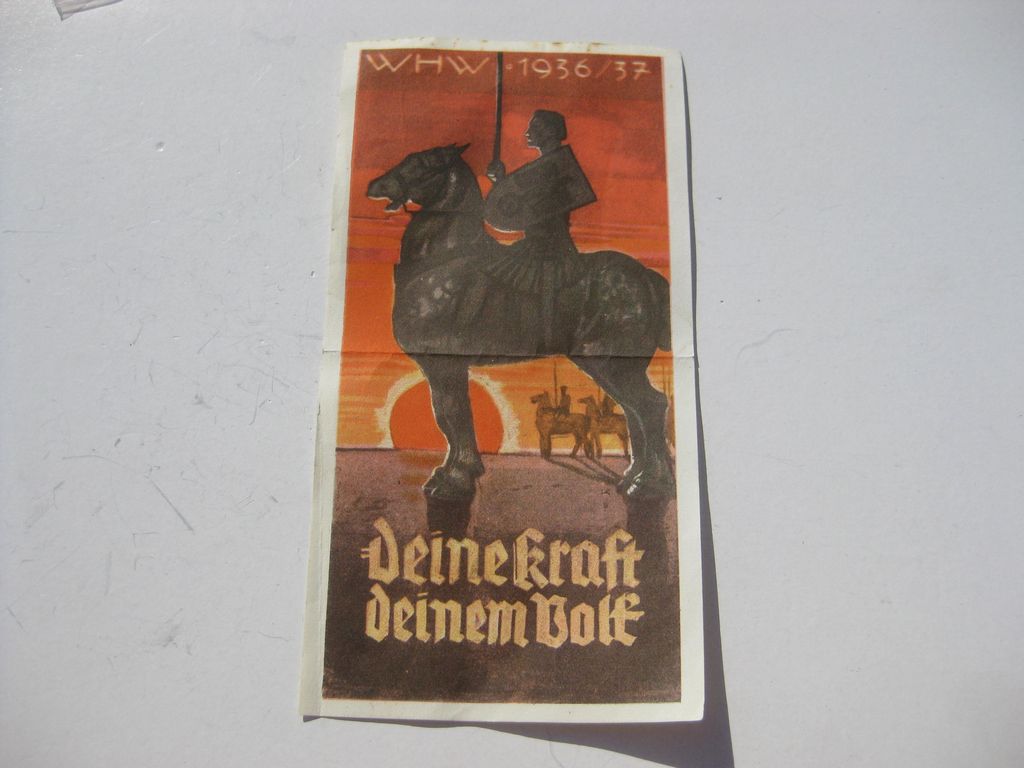 WHW · 1936/37
Deine Kraft
deinem Volk